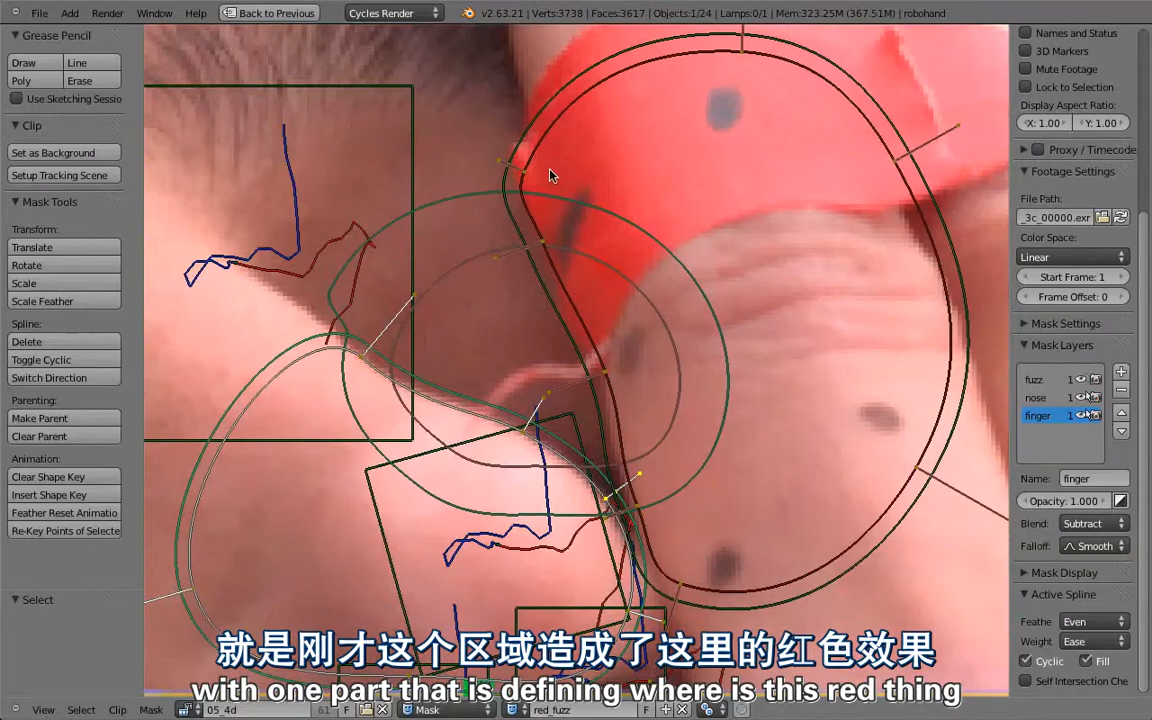 File Add Render Window Help Back to Previous Cycles Render v2.63.21 | Verts:3738 | Faces:3617 | Objects:1/24 | Lamps:0/1 | Mem:323.25M (367.51M) | robohand
Grease Pencil
Draw Line
Poly Erase
Use Sketching Sessio
Clip
Set as Background
Setup Tracking Scene
Mask Tools
Transform:
Translate
Rotate
Scale
Scale Feather
Spline:
Delete
Toggle Cyclic
Switch Direction
Parenting:
Make Parent
Clear Parent
Animation:
Clear Shape Key
Insert Shape Key
Feather Reset Animatio
Re-Key Points of Selecte
Select
Names and Status
3D Markers
Mute Footage
Lock to Selection
Display Aspect Ratio:
X: 1.00 Y: 1.00
Proxy / Timecode
Footage Settings
File Path:
_3c_00000.exr
Color Space:
Linear
Start Frame: 1
Frame Offset: 0
Mask Settings
Mask Layers
fuzz 1
nose 1
finger 1
Name: finger
Opacity: 1.000
Blend: Subtract
Falloff: Smooth
Mask Display
Active Spline
Feathe Even
Weight Ease
Cyclic Fill
Self Intersection Che
就是刚才这个区域造成了这里的红色效果
with one part that is defining where is this red thing
View Select Clip Mask 05_4d 61 F Mask red_fuzz F